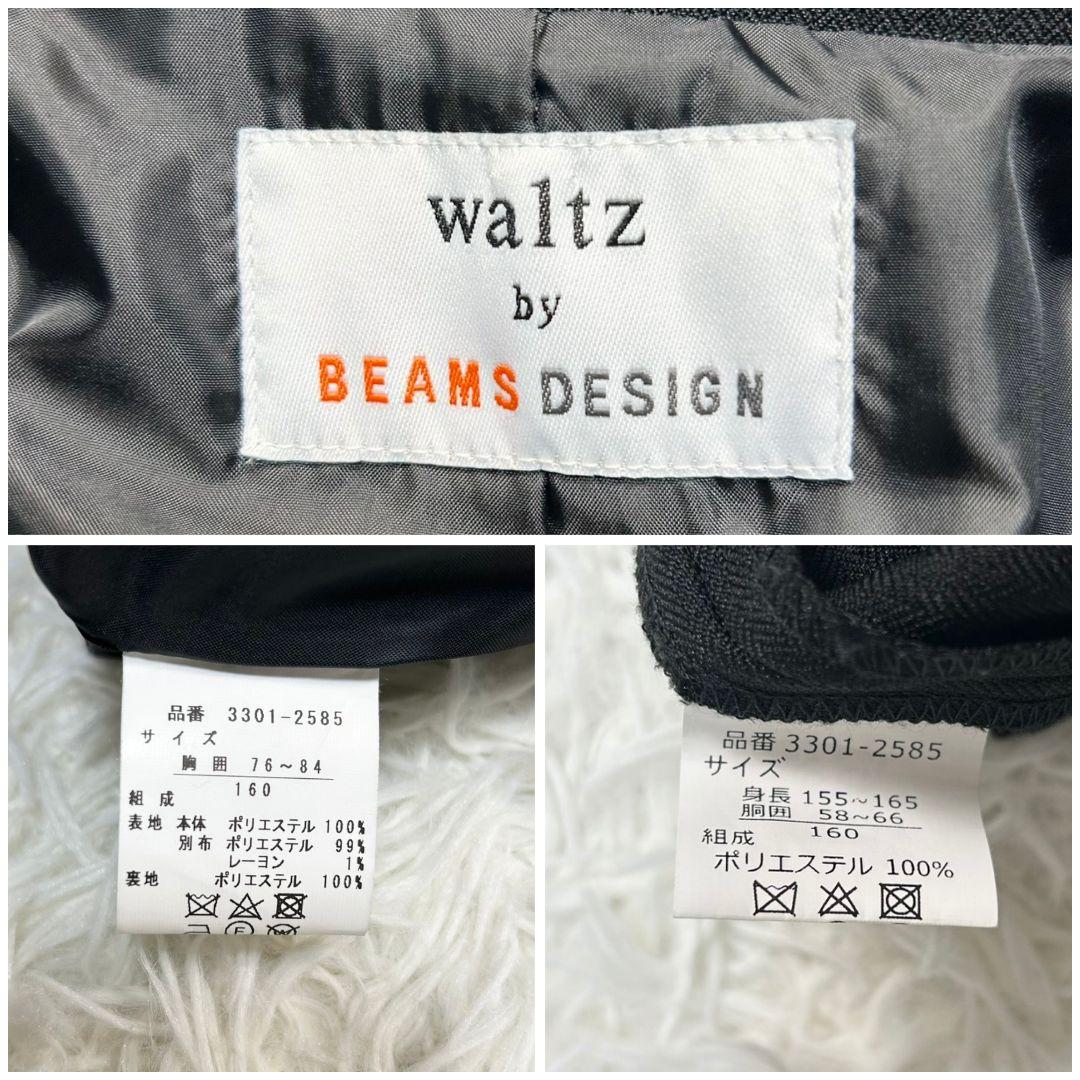 waltz
by
BEAMS DESIGN
品番 3301-2585
サイズ
胸囲 76～84
160
組成
表地 本体 ポリエステル 100%
別布 ポリエステル 99%
レーヨン 1%
裏地 ポリエステル 100%
品番 3301-2585
サイズ
身長 155~165
胴囲 58~66
160
組成
ポリエステル 100%